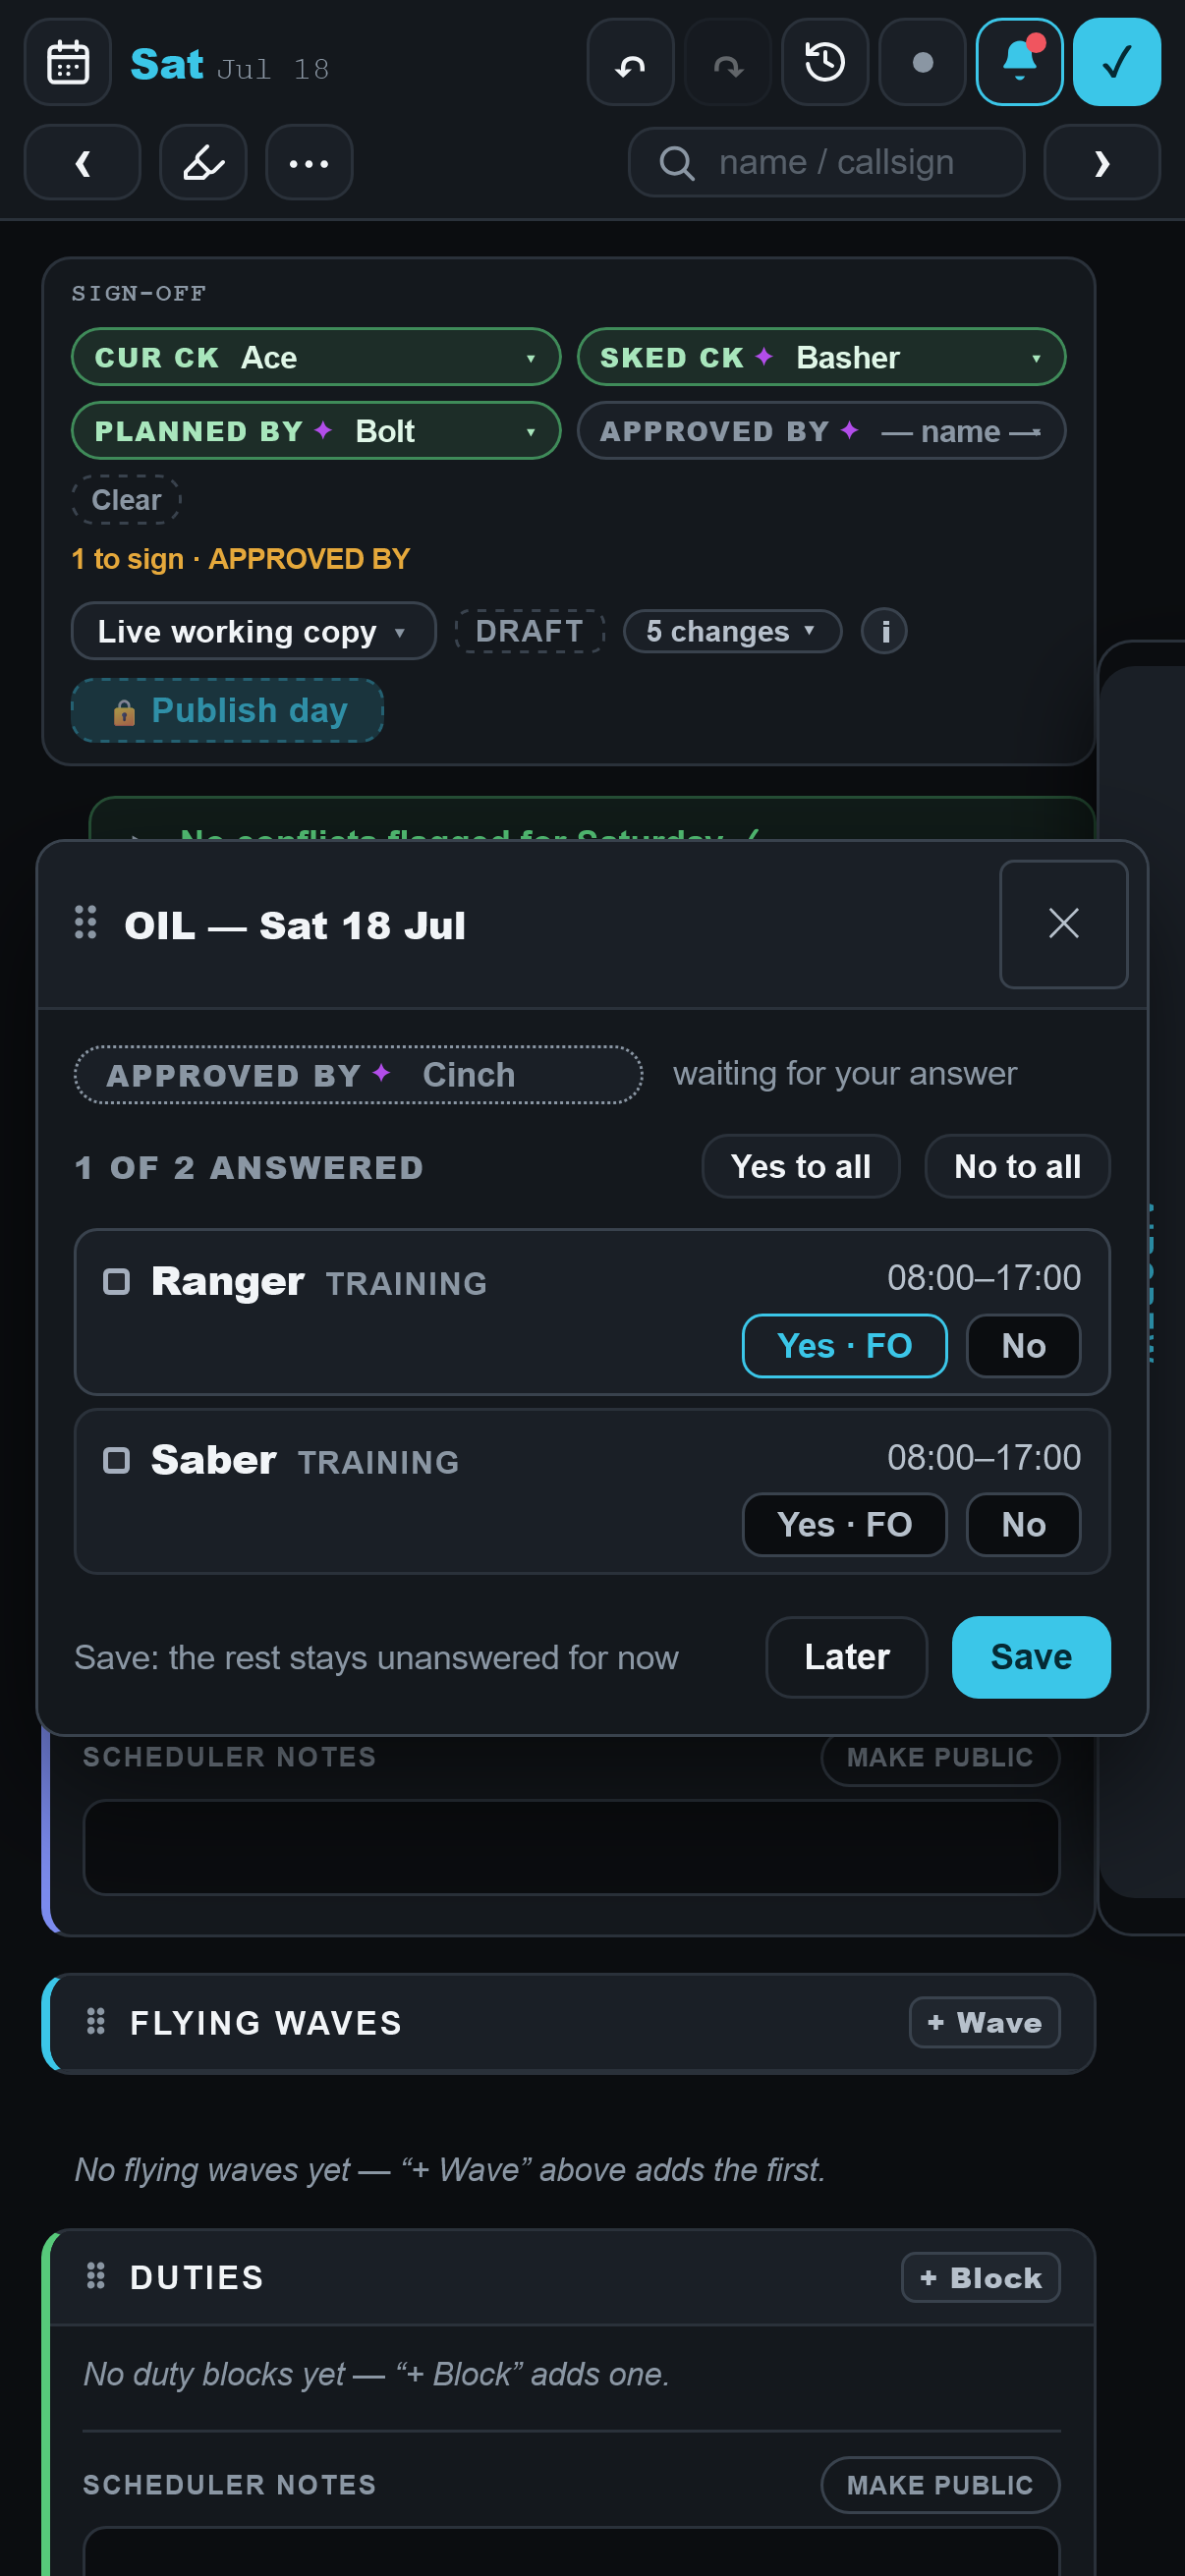 Sat Jul 18
name / callsign
SIGN-OFF
CUR CK Ace
SKED CK Basher
PLANNED BY Bolt
APPROVED BY — name —
Clear
1 to sign · APPROVED BY
Live working copy
DRAFT
5 changes
i
Publish day
No conflicts flagged for Saturday ✓
OIL — Sat 18 Jul
APPROVED BY Cinch
waiting for your answer
1 OF 2 ANSWERED
Yes to all
No to all
Ranger TRAINING
08:00–17:00
Yes · FO
No
Saber TRAINING
08:00–17:00
Yes · FO
No
Save: the rest stays unanswered for now
Later
Save
SCHEDULER NOTES
MAKE PUBLIC
FLYING WAVES
+ Wave
No flying waves yet — “+ Wave” above adds the first.
DUTIES
+ Block
No duty blocks yet — “+ Block” adds one.
SCHEDULER NOTES
MAKE PUBLIC